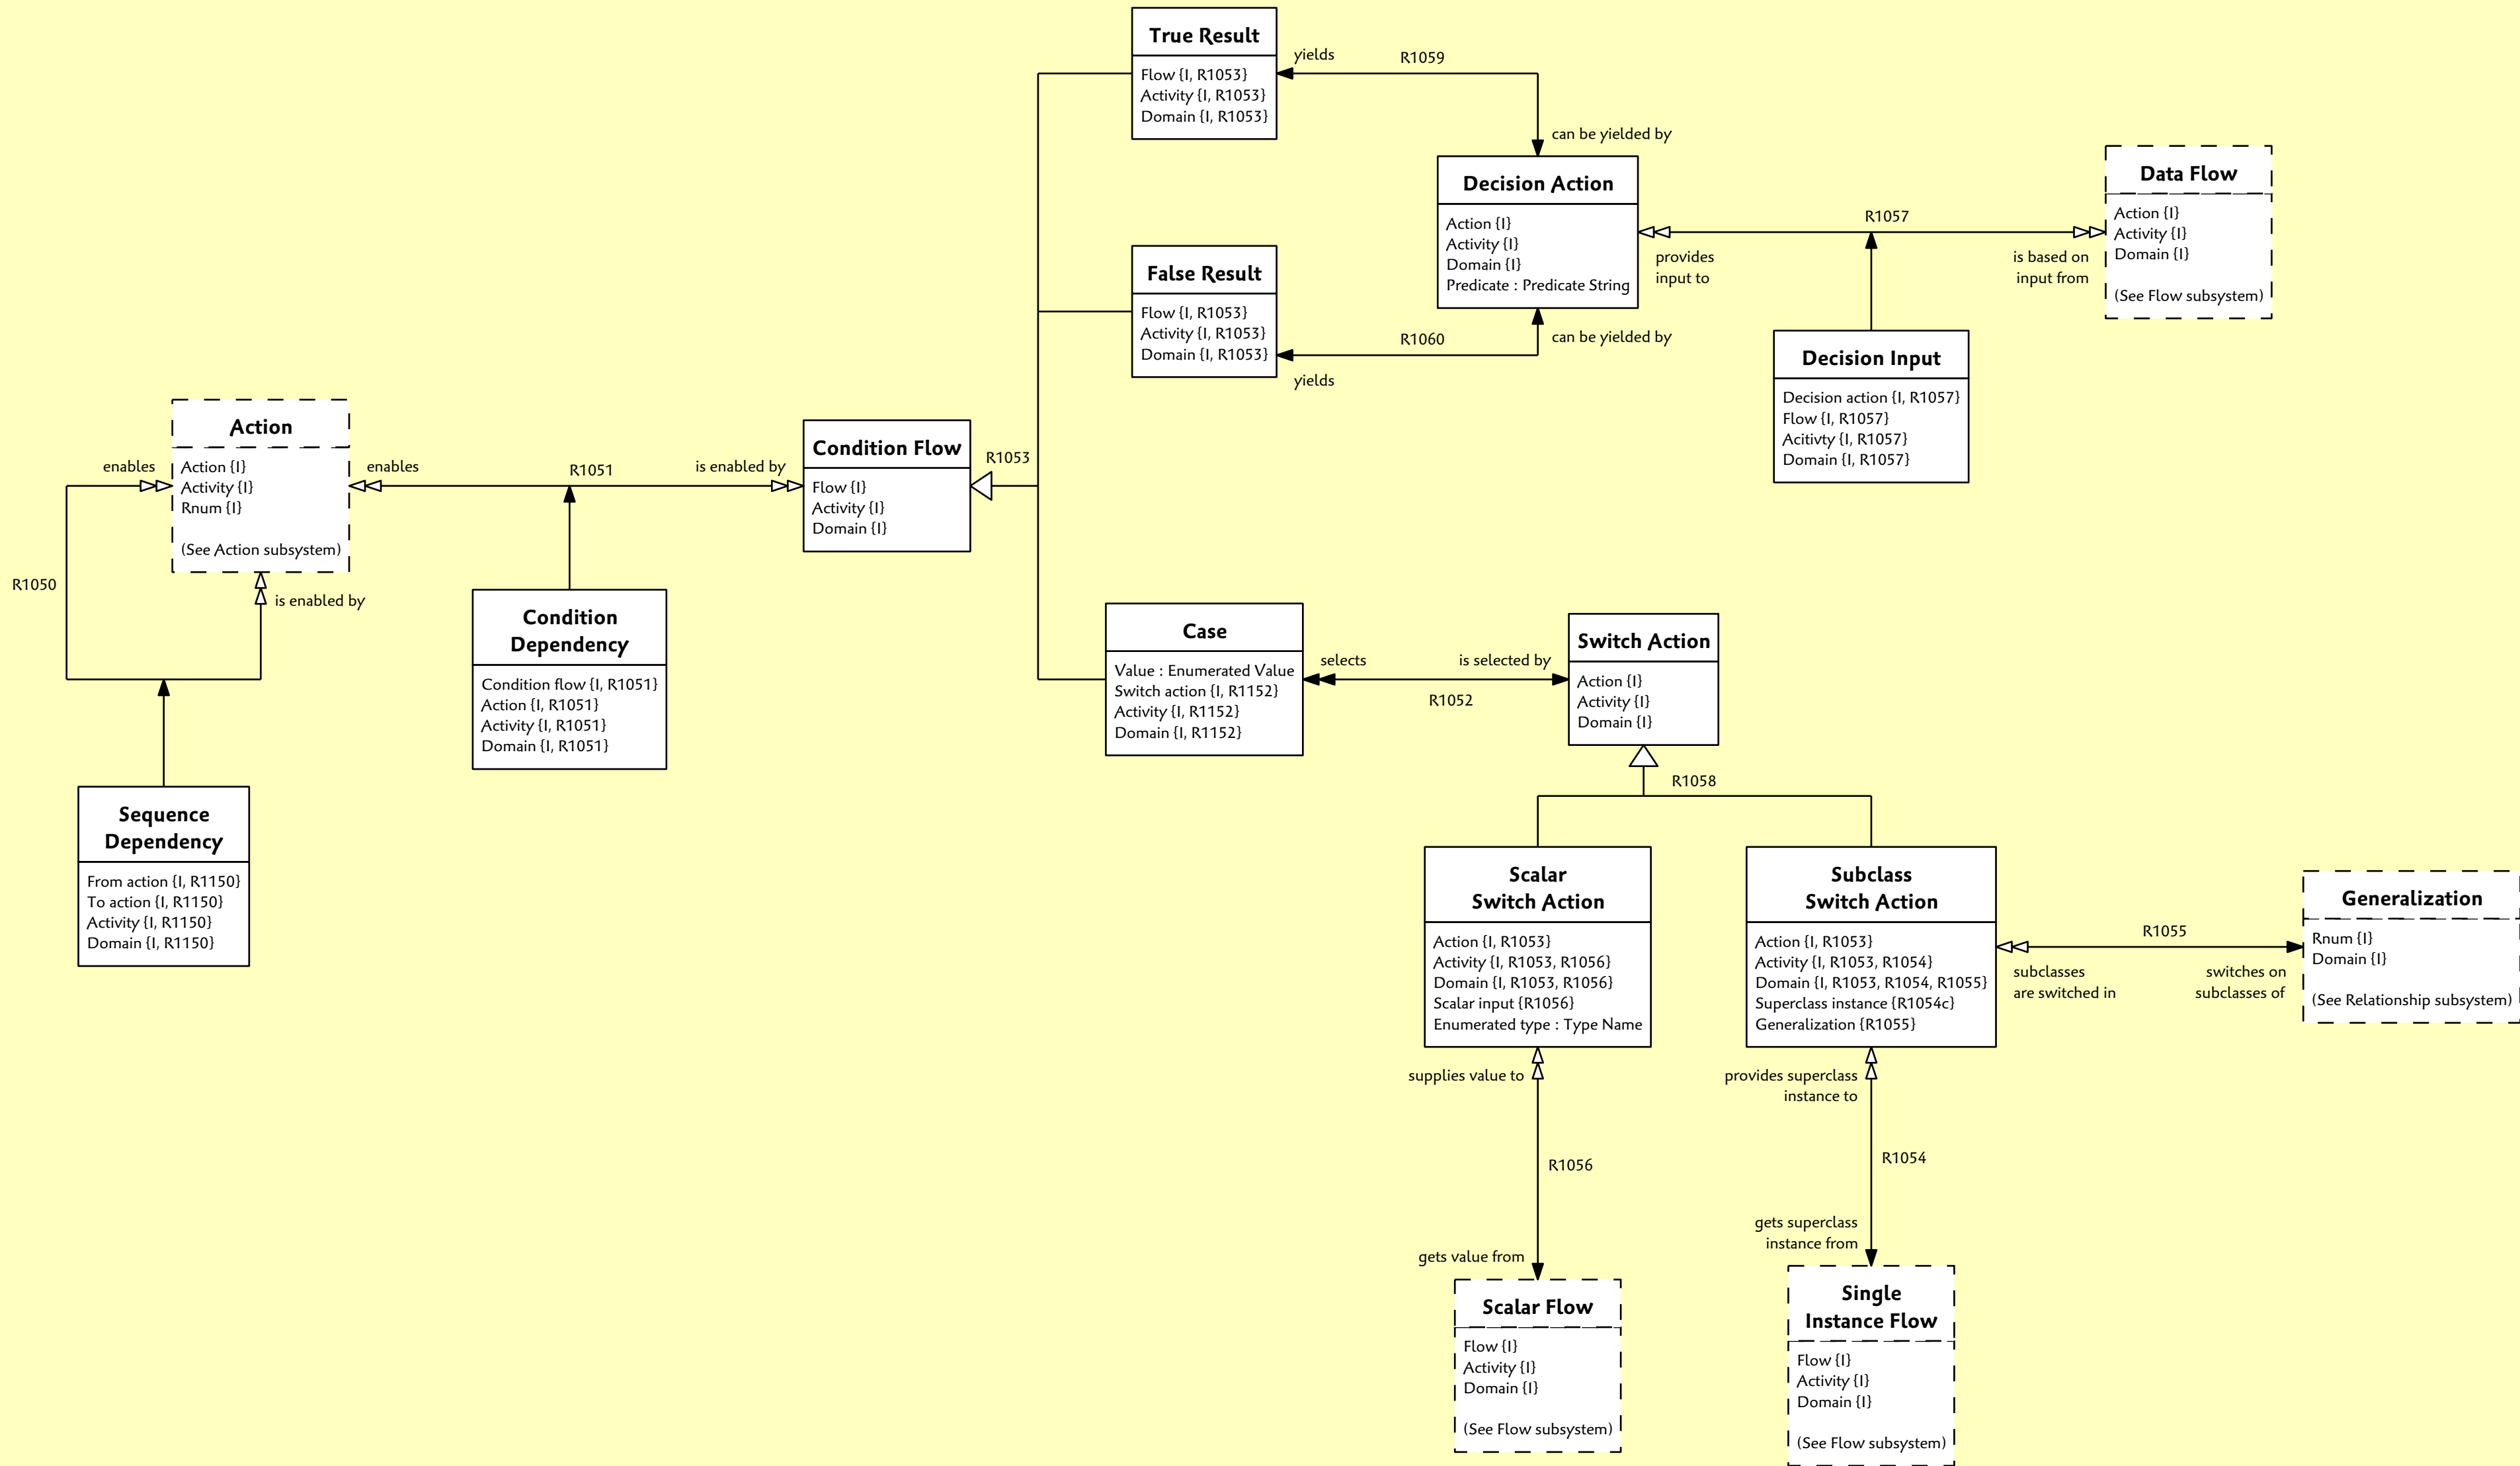 True Result
Flow {I, R1053}
Activity {I, R1053}
Domain {I, R1053}
yields
R1059
can be yielded by
Decision Action
Action {I}
Activity {I}
Domain {I}
Predicate : Predicate String
R1057
provides
input to
is based on
input from
Data Flow
Action {I}
Activity {I}
Domain {I}
(See Flow subsystem)
False Result
Flow {I, R1053}
Activity {I, R1053}
Domain {I, R1053}
R1060
can be yielded by
yields
Decision Input
Decision action {I, R1057}
Flow {I, R1057}
Acitivty {I, R1057}
Domain {I, R1057}
Action
Action {I}
Activity {I}
Rnum {I}
(See Action subsystem)
enables
enables
R1051
is enabled by
R1050
is enabled by
Condition Flow
Flow {I}
Activity {I}
Domain {I}
R1053
Condition
Dependency
Condition flow {I, R1051}
Action {I, R1051}
Activity {I, R1051}
Domain {I, R1051}
Case
Value : Enumerated Value
Switch action {I, R1152}
Activity {I, R1152}
Domain {I, R1152}
selects
is selected by
R1052
Switch Action
Action {I}
Activity {I}
Domain {I}
R1058
Sequence
Dependency
From action {I, R1150}
To action {I, R1150}
Activity {I, R1150}
Domain {I, R1150}
Scalar
Switch Action
Action {I, R1053}
Activity {I, R1053, R1056}
Domain {I, R1053, R1056}
Scalar input {R1056}
Enumerated type : Type Name
Subclass
Switch Action
Action {I, R1053}
Activity {I, R1053, R1054}
Domain {I, R1053, R1054, R1055}
Superclass instance {R1054c}
Generalization {R1055}
R1055
subclasses
are switched in
switches on
subclasses of
Generalization
Rnum {I}
Domain {I}
(See Relationship subsystem)
supplies value to
R1056
gets value from
provides superclass
instance to
R1054
gets superclass
instance from
Scalar Flow
Flow {I}
Activity {I}
Domain {I}
(See Flow subsystem)
Single
Instance Flow
Flow {I}
Activity {I}
Domain {I}
(See Flow subsystem)